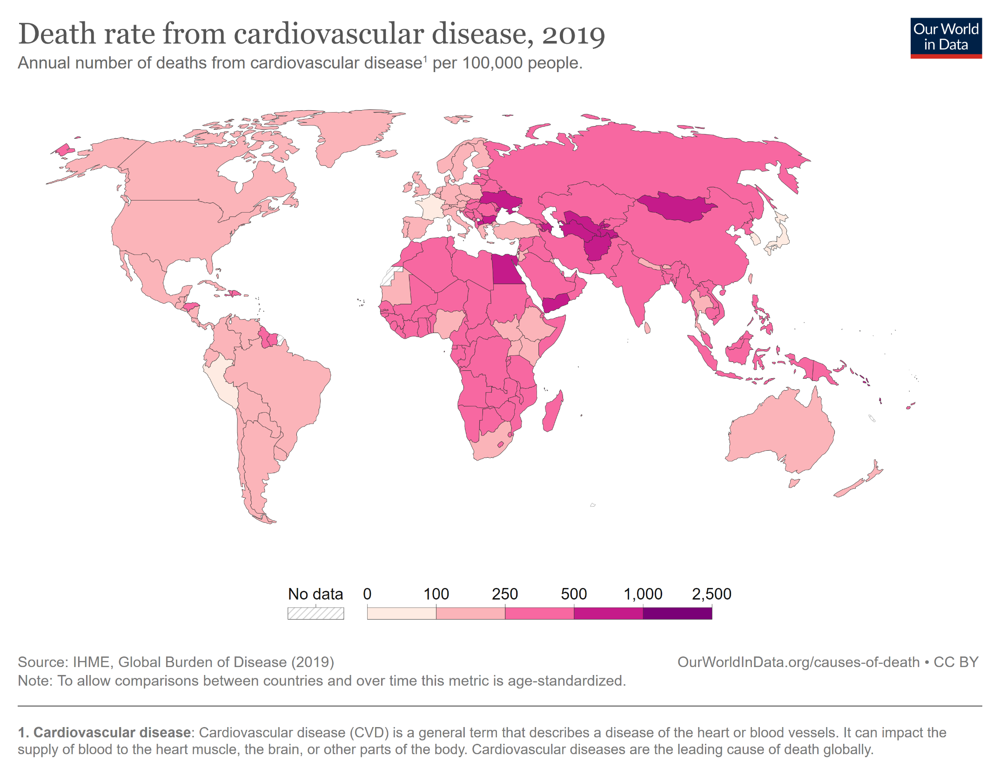 Death rate from cardiovascular disease, 2019
Our World
in Data
Annual number of deaths from cardiovascular disease¹ per 100,000 people.
No data 0 100 250 500 1,000 2,500
Source: IHME, Global Burden of Disease (2019)
OurWorldInData.org/causes-of-death • CC BY
Note: To allow comparisons between countries and over time this metric is age-standardized.
1. Cardiovascular disease: Cardiovascular disease (CVD) is a general term that describes a disease of the heart or blood vessels. It can impact the
supply of blood to the heart muscle, the brain, or other parts of the body. Cardiovascular diseases are the leading cause of death globally.